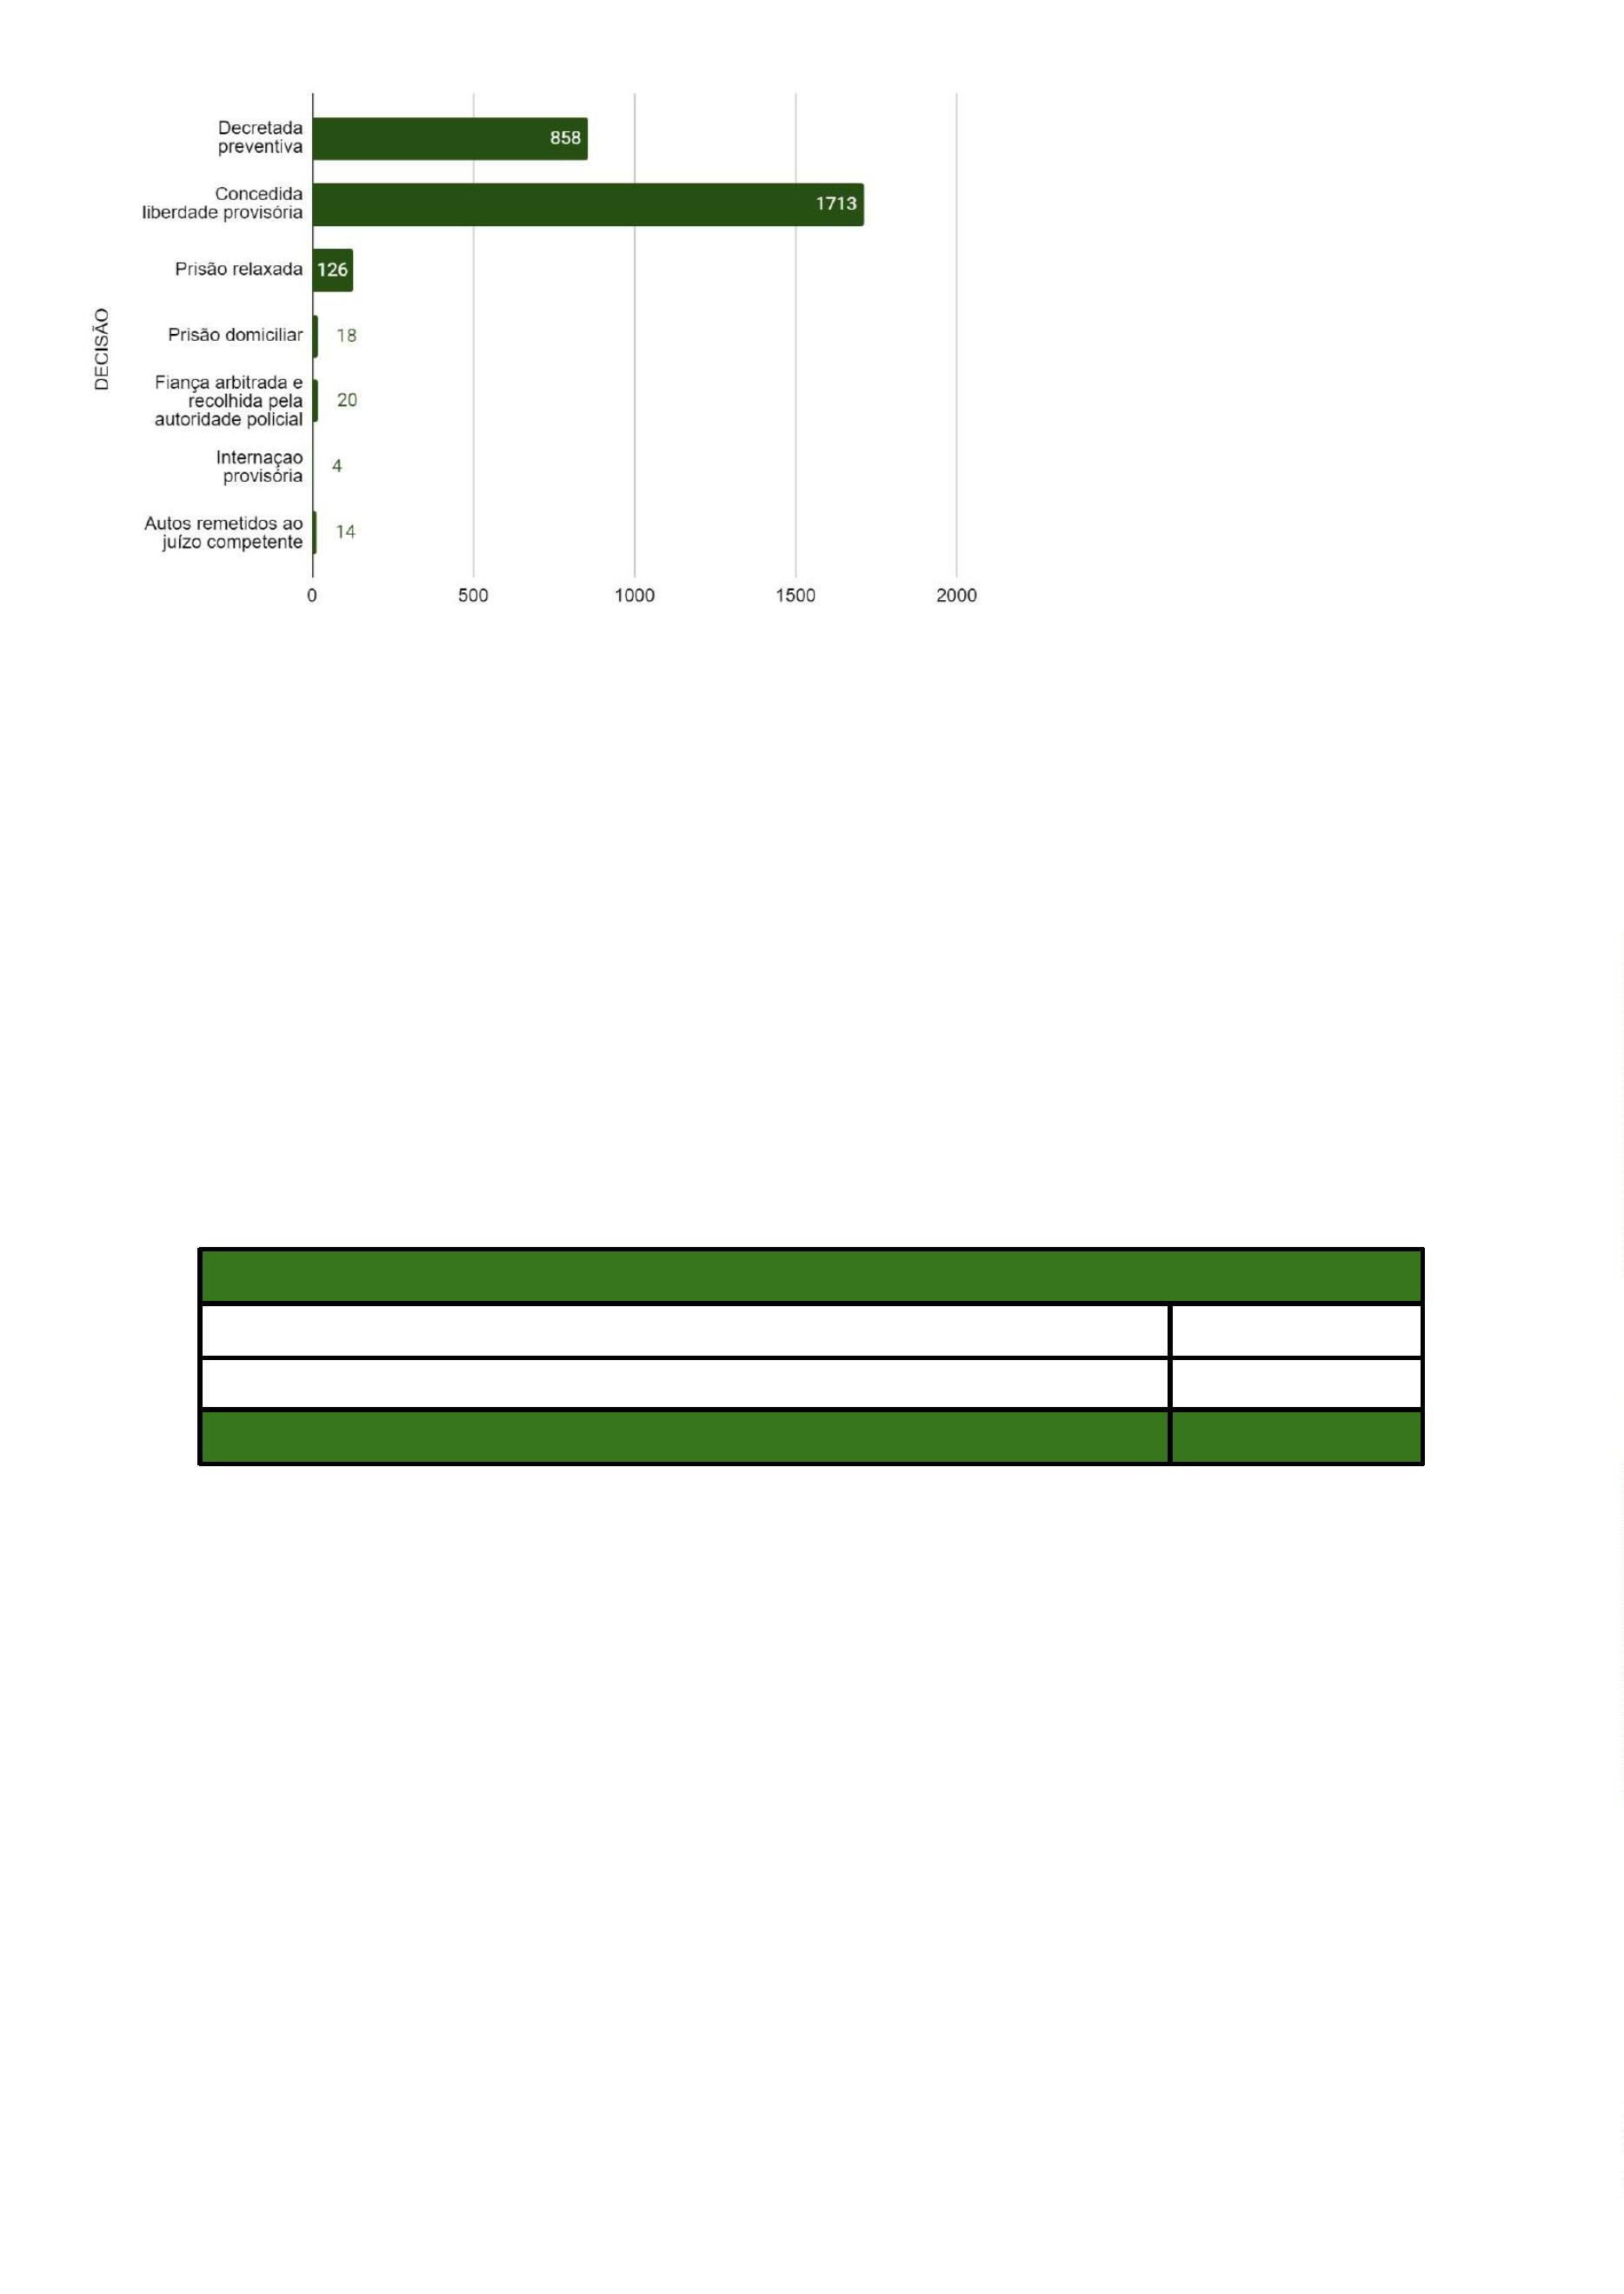 DECISÃO
Decretada
preventiva
858
Concedida
liberdade provisória
1713
Prisão relaxada
126
Prisão domiciliar
18
Fiança arbitrada e
recolhida pela
autoridade policial
20
Internaçao
provisória
4
Autos remetidos ao
juízo competente
14
0 500 1000 1500 2000